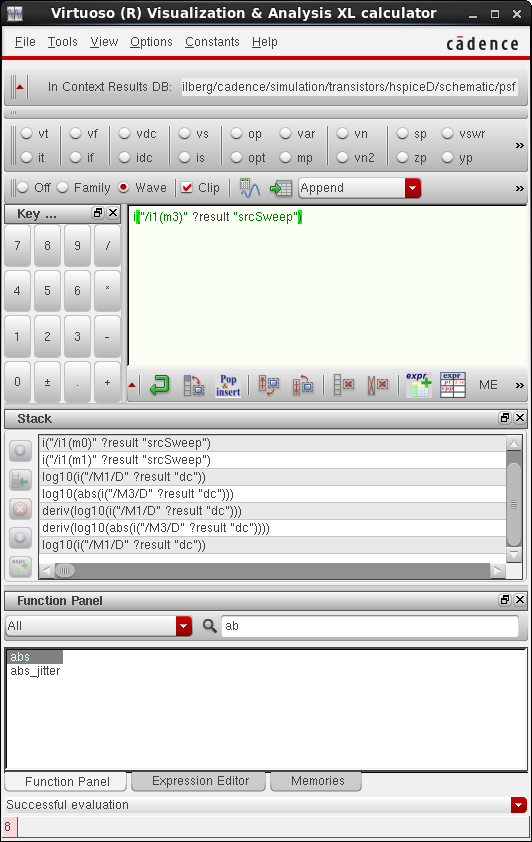 Virtuoso (R) Visualization & Analysis XL calculator
File Tools View Options Constants Help
cādence
In Context Results DB: ilberg/cadence/simulation/transistors/hspiceD/schematic/psf
vt vf vdc vs op var vn sp vswr
it if idc is opt mp vn2 zp yp
Off Family Wave Clip Append
Key ...
i("/i1(m3)" ?result "srcSweep")
7 8 9 /
4 5 6 *
1 2 3 -
0 ± . +
Pop & insert
expr
expr
ME
Stack
i("/i1(m0)" ?result "srcSweep")
i("/i1(m1)" ?result "srcSweep")
log10(i("/M1/D" ?result "dc"))
log10(abs(i("/M3/D" ?result "dc")))
deriv(log10(i("/M1/D" ?result "dc")))
deriv(log10(abs(i("/M3/D" ?result "dc"))))
log10(i("/M1/D" ?result "dc"))
expr
Function Panel
All ab
abs
abs_jitter
Function Panel Expression Editor Memories
Successful evaluation
8